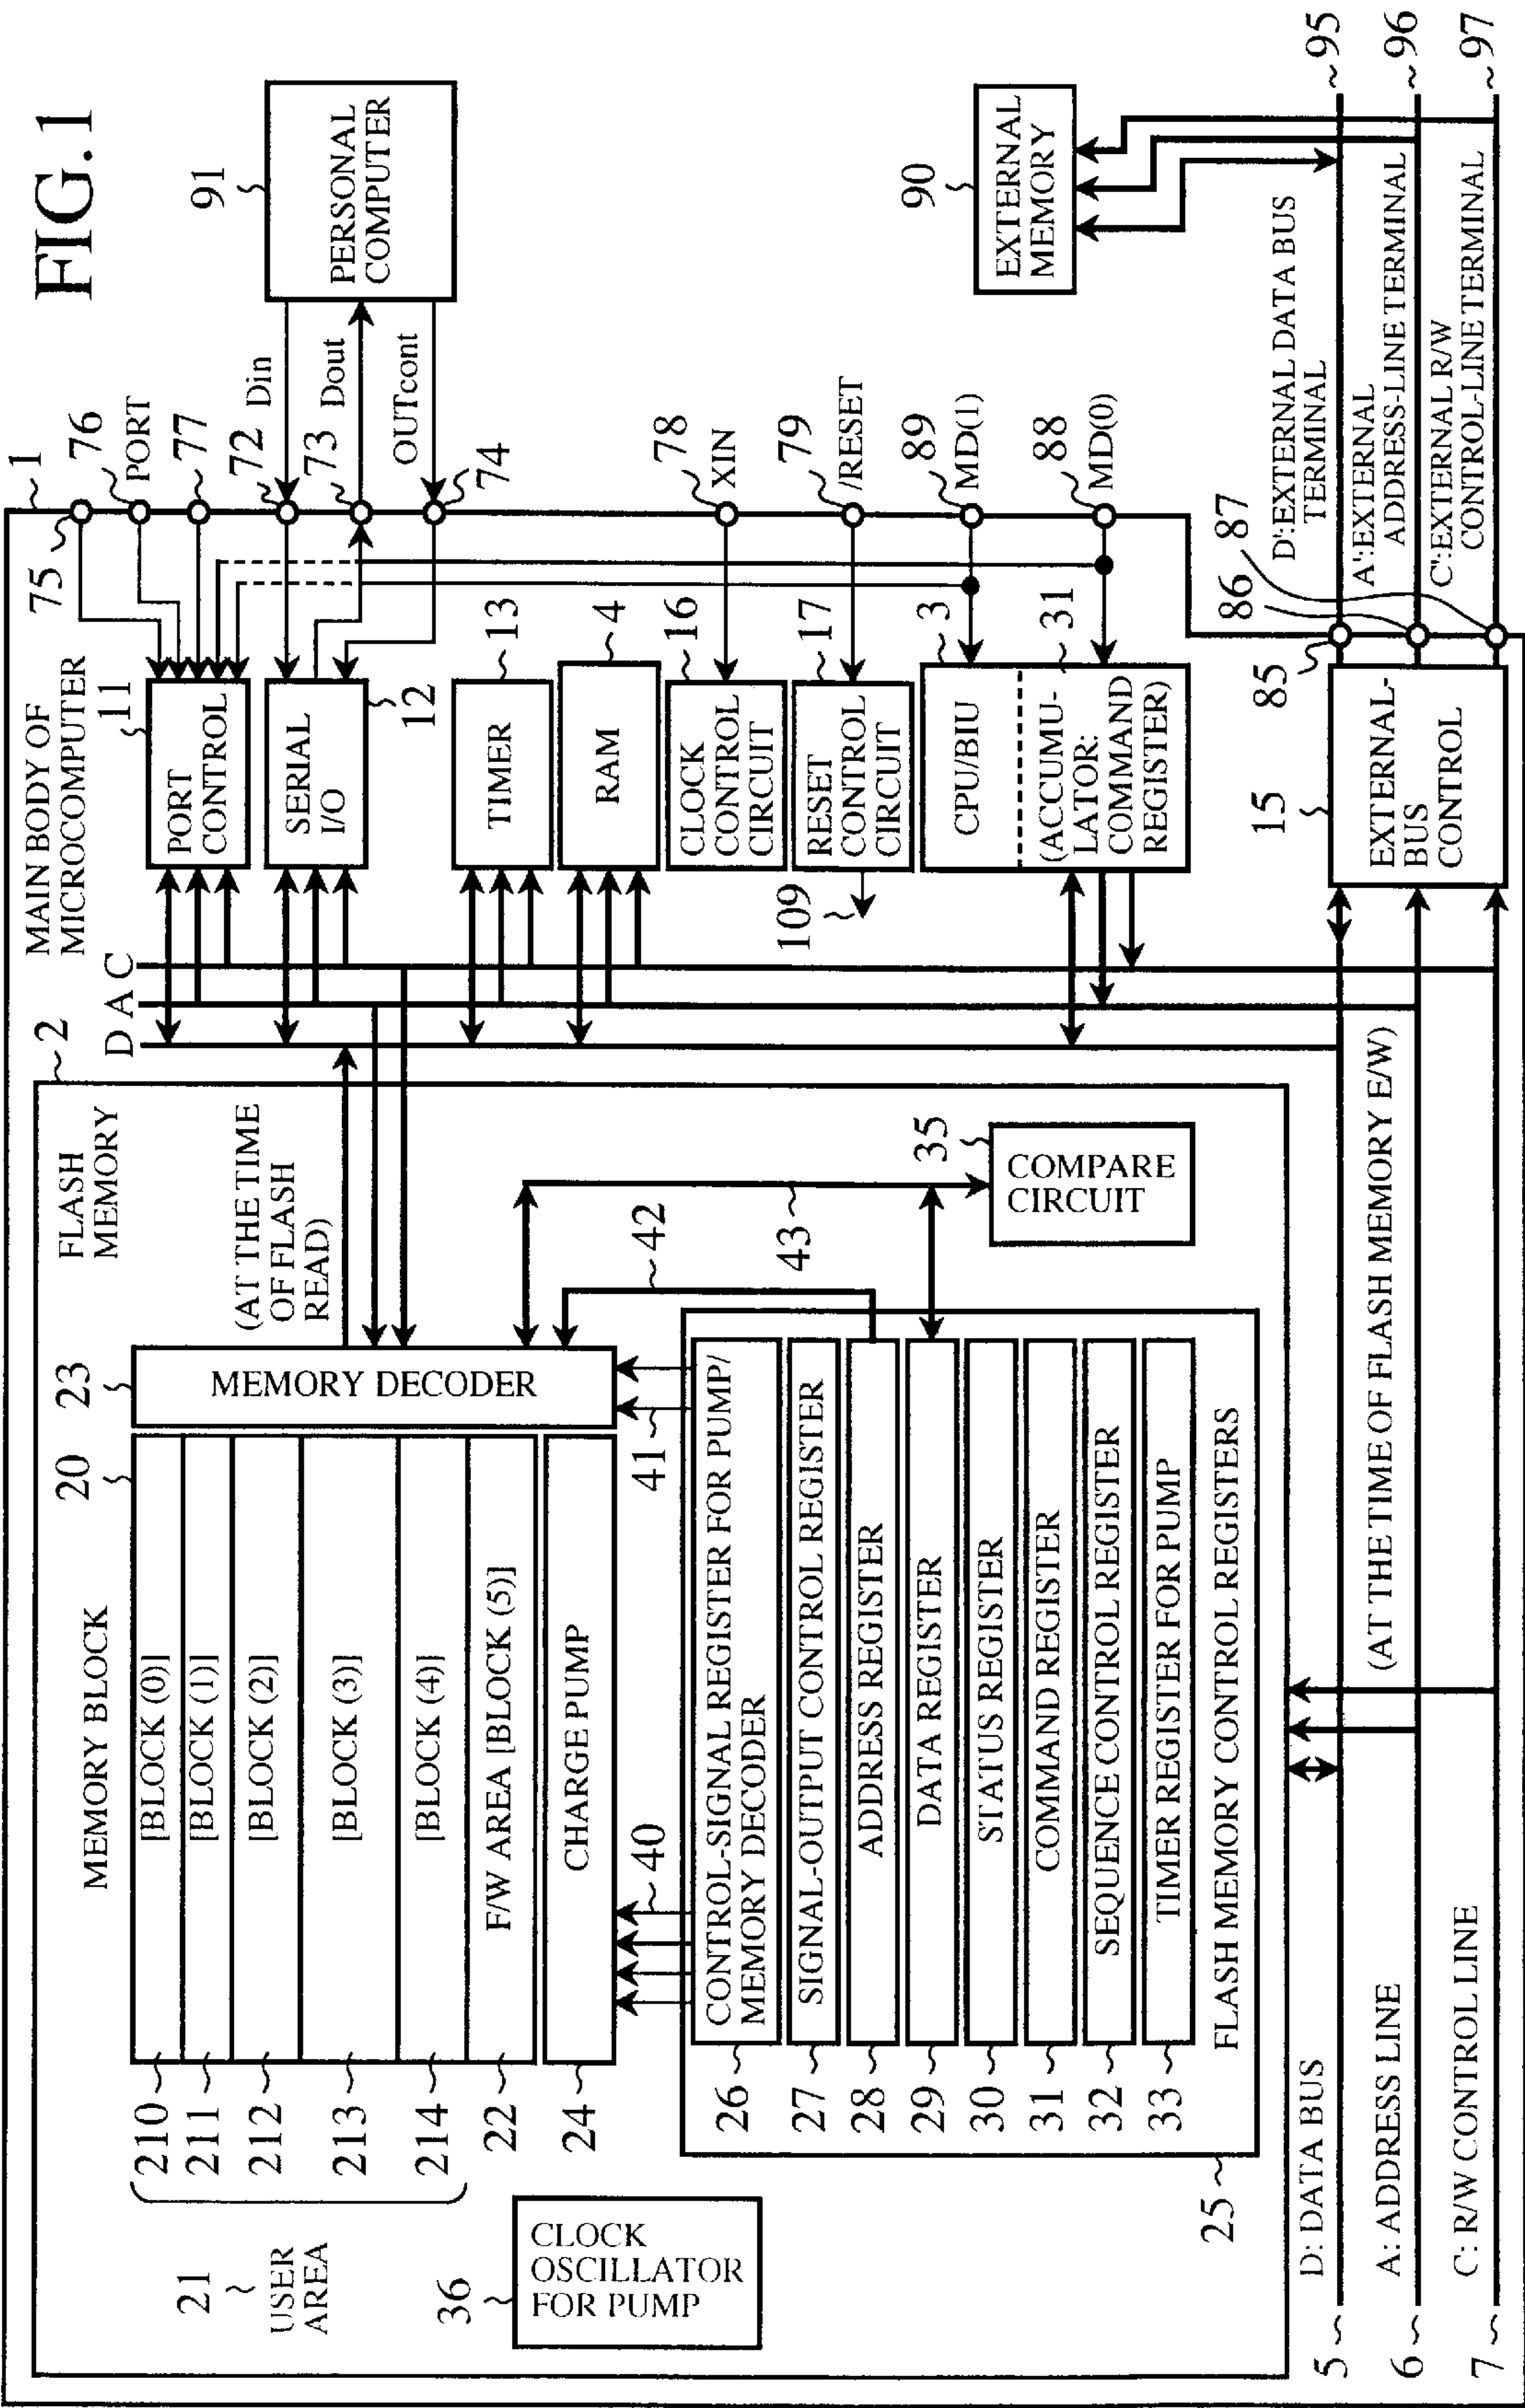 FIG.1
1
MAIN BODY OF
MICROCOMPUTER
2
FLASH
MEMORY
D A C
MEMORY BLOCK
20
23
21
USER
AREA
210
[BLOCK (0)]
211
[BLOCK (1)]
212
[BLOCK (2)]
213
[BLOCK (3)]
214
[BLOCK (4)]
22
F/W AREA [BLOCK (5)]
24
CHARGE PUMP
MEMORY DECODER
(AT THE TIME
OF FLASH
READ)
36
CLOCK
OSCILLATOR
FOR PUMP
40
41
42
43
35
COMPARE
CIRCUIT
25
26
CONTROL-SIGNAL REGISTER FOR PUMP/
MEMORY DECODER
27
SIGNAL-OUTPUT CONTROL REGISTER
28
ADDRESS REGISTER
29
DATA REGISTER
30
STATUS REGISTER
31
COMMAND REGISTER
32
SEQUENCE CONTROL REGISTER
33
TIMER REGISTER FOR PUMP
FLASH MEMORY CONTROL REGISTERS
11
PORT
CONTROL
12
SERIAL
I/O
13
TIMER
4
RAM
16
CLOCK
CONTROL
CIRCUIT
17
RESET
CONTROL
CIRCUIT
109
3
CPU/BIU
31
(ACCUMU-
LATOR:
COMMAND
REGISTER)
15
EXTERNAL-
BUS
CONTROL
75
76
PORT
77
72
Din
73
Dout
OUTcont
74
78
XIN
79
/RESET
89
MD(1)
88
MD(0)
91
PERSONAL
COMPUTER
90
EXTERNAL
MEMORY
85
86
87
D':EXTERNAL DATA BUS
TERMINAL
95
A':EXTERNAL
ADDRESS-LINE TERMINAL
96
C':EXTERNAL R/W
CONTROL-LINE TERMINAL
97
D: DATA BUS
5
A: ADDRESS LINE
6
(AT THE TIME OF FLASH MEMORY E/W)
C: R/W CONTROL LINE
7